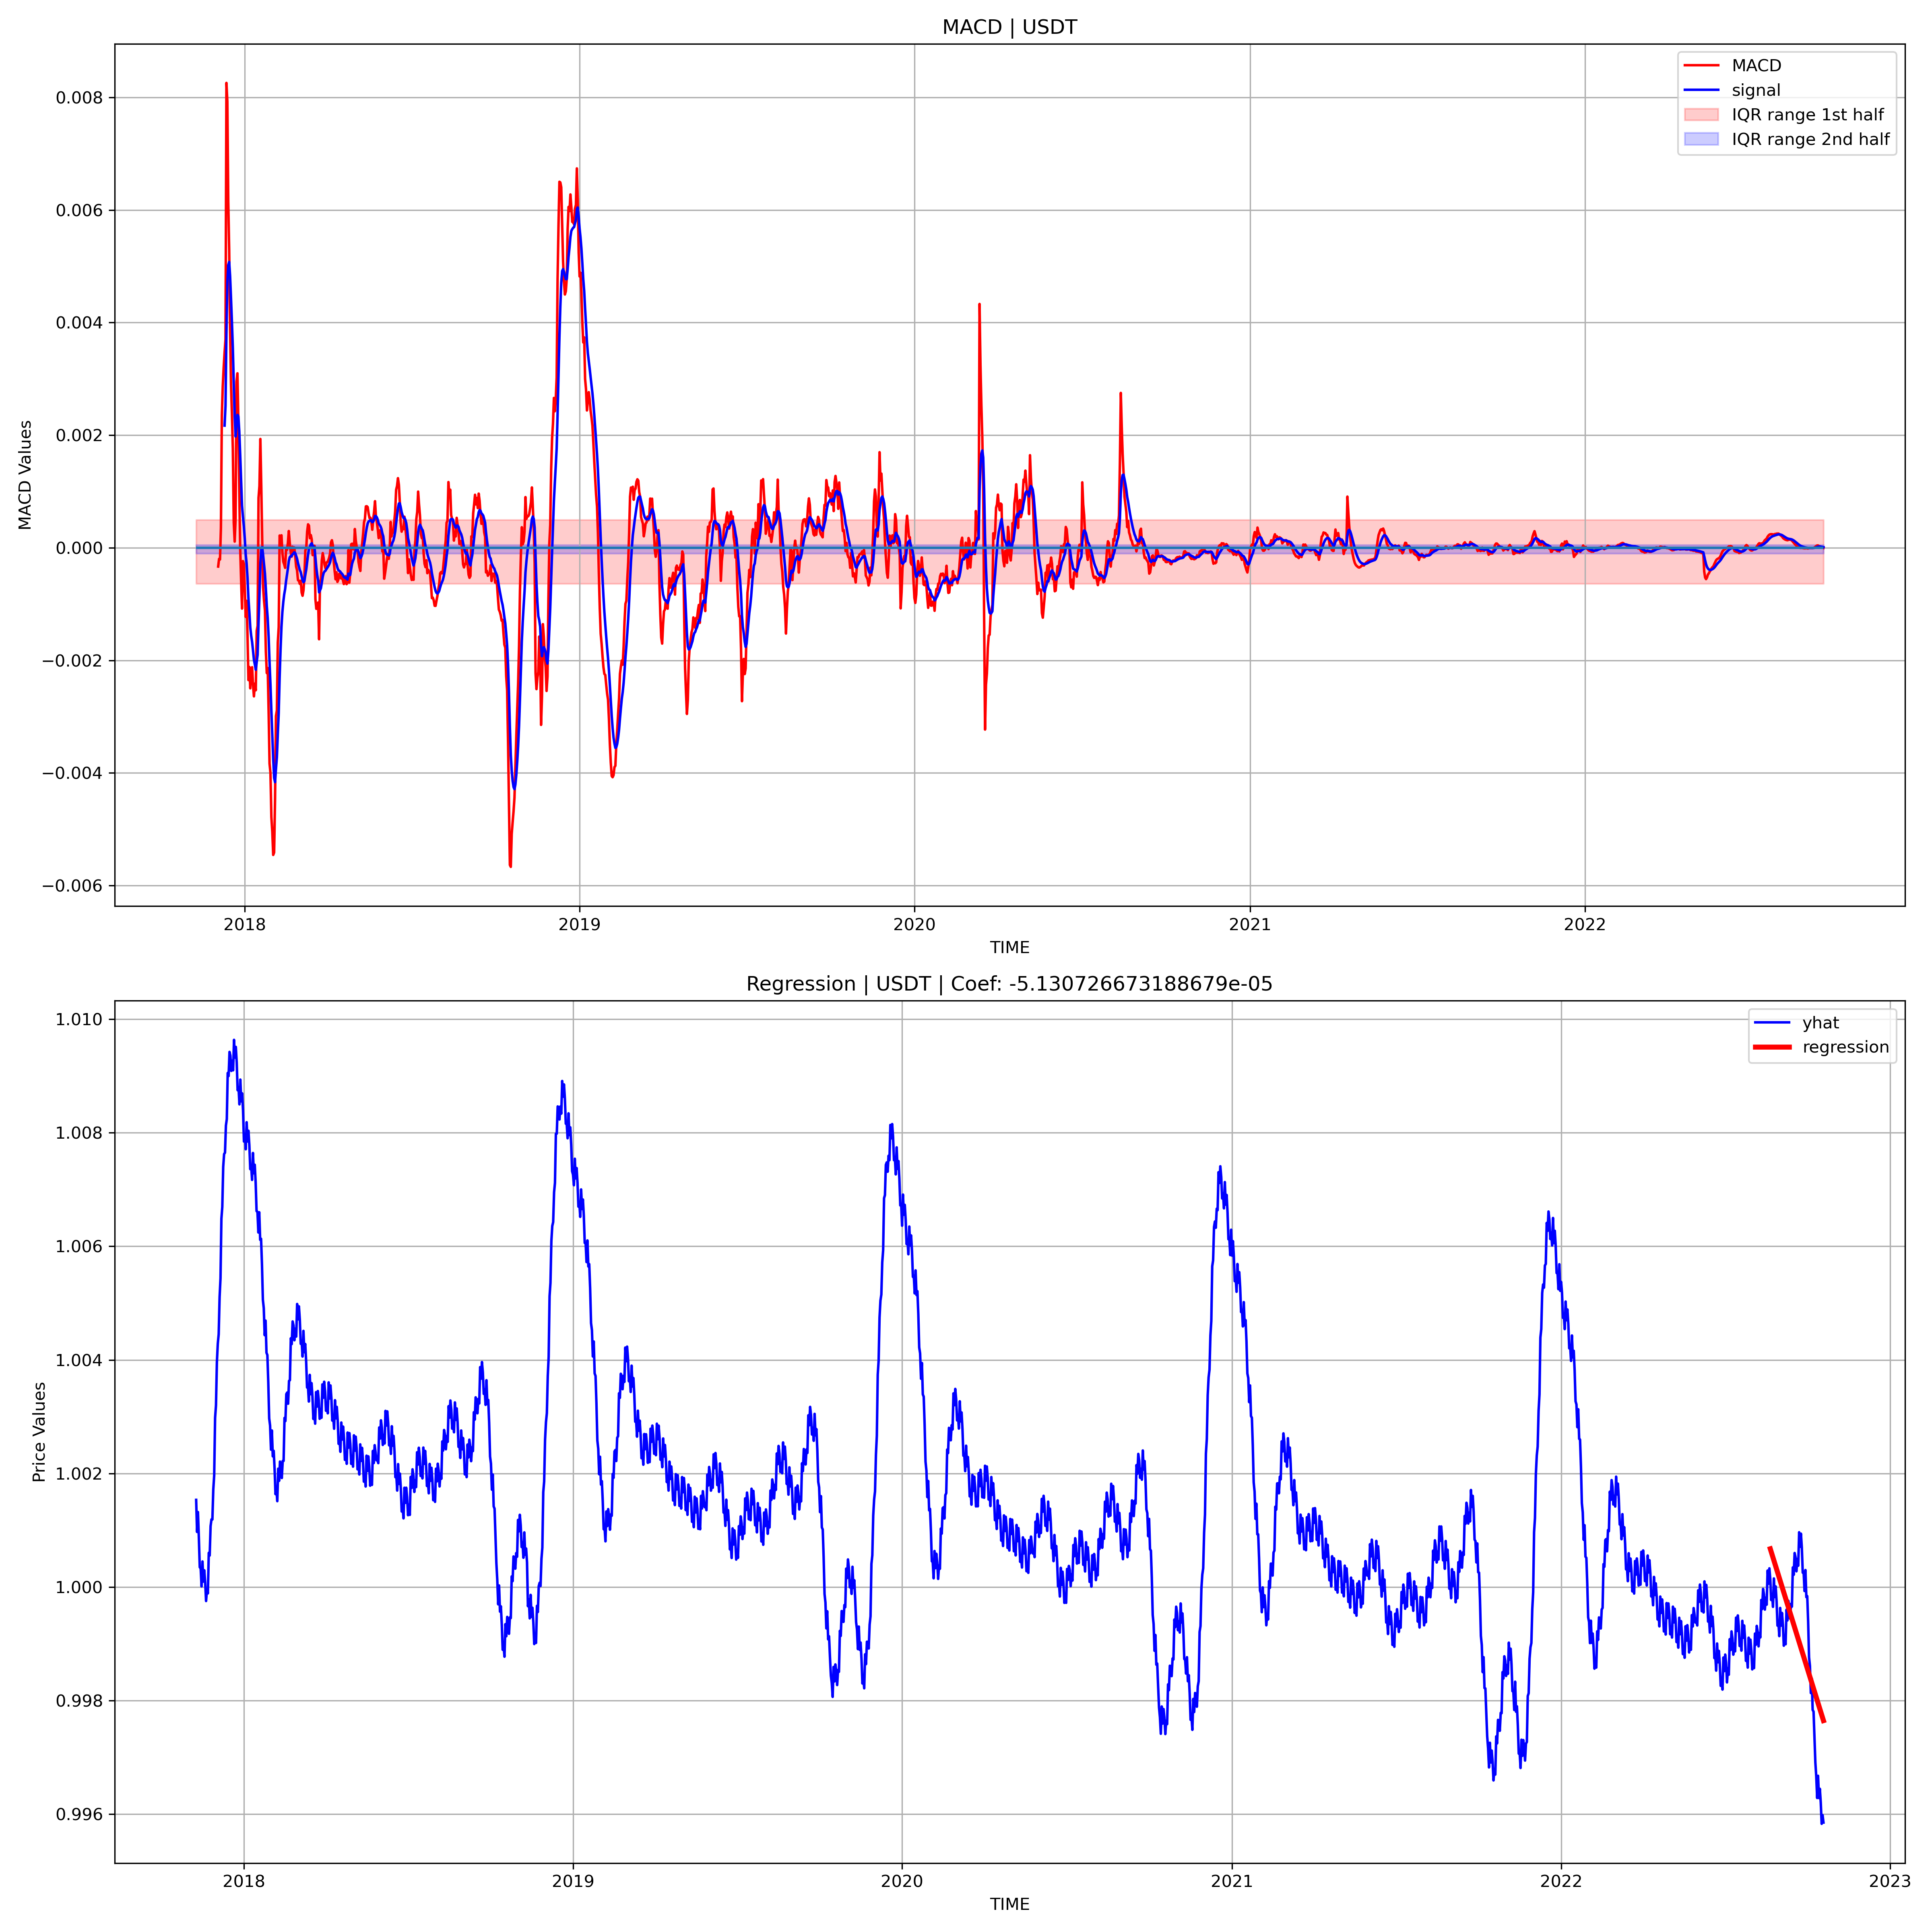 MACD | USDT
MACD
signal
IQR range 1st half
IQR range 2nd half
0.008
0.006
0.004
0.002
0.000
−0.002
−0.004
−0.006
MACD Values
2018
2019
2020
2021
2022
TIME
Regression | USDT | Coef: -5.130726673188679e-05
yhat
regression
1.010
1.008
1.006
1.004
1.002
1.000
0.998
0.996
Price Values
2018
2019
2020
2021
2022
2023
TIME